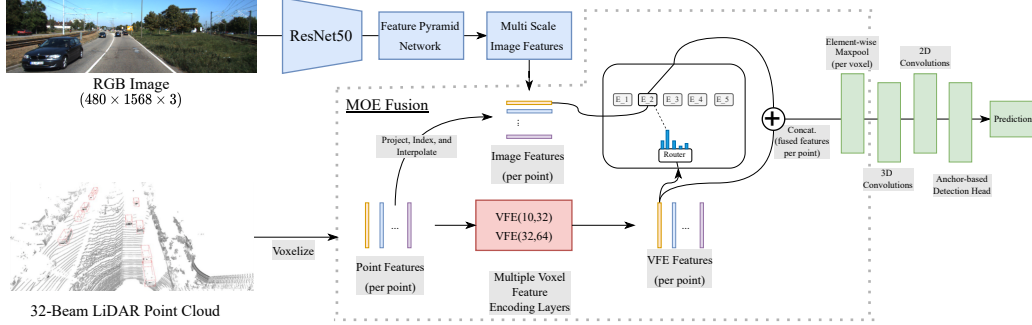 RGB Image
(480 × 1568 × 3)
ResNet50
Feature Pyramid
Network
Multi Scale
Image Features
MOE Fusion
Project, Index, and
Interpolate
Image Features
(per point)
E_1
E_2
E_3
E_4
E_5
Router
Concat.
(fused features
per point)
Element-wise
Maxpool
(per voxel)
2D
Convolutions
3D
Convolutions
Anchor-based
Detection Head
Prediction
32-Beam LiDAR Point Cloud
Voxelize
...
Point Features
(per point)
VFE(10,32)
VFE(32,64)
Multiple Voxel
Feature
Encoding Layers
...
VFE Features
(per point)